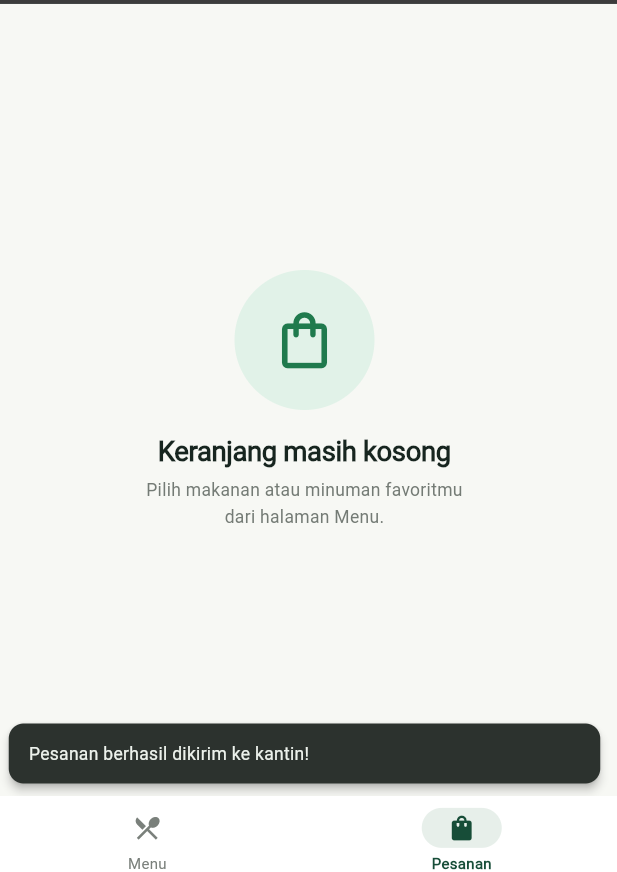 Keranjang masih kosong
Pilih makanan atau minuman favoritmu
dari halaman Menu.
Pesanan berhasil dikirim ke kantin!
Menu
Pesanan